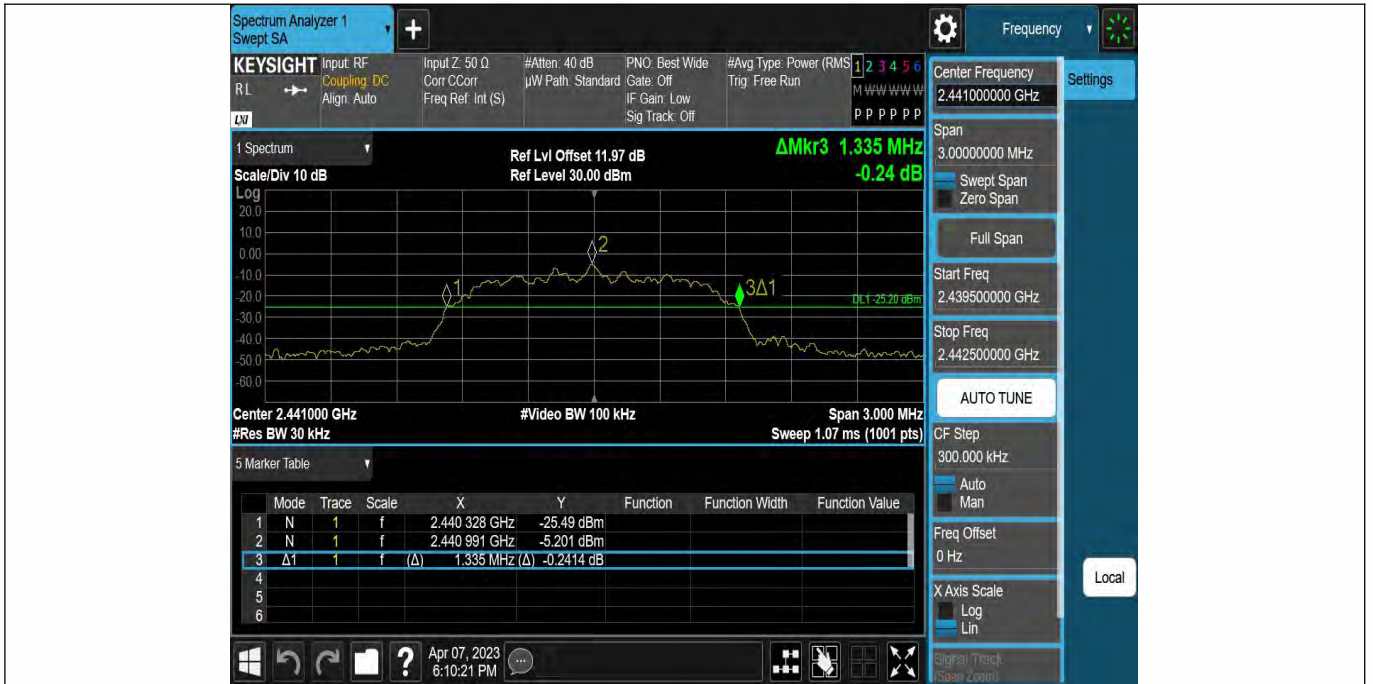 Spectrum Analyzer 1
Swept SA
+
Frequency
KEYSIGHT
RL
LXI
Input: RF
Coupling: DC
Align: Auto
Input Z: 50 Ω
Corr CCorr
Freq Ref: Int (S)
#Atten: 40 dB
µW Path: Standard
PNO: Best Wide
Gate: Off
IF Gain: Low
Sig Track: Off
#Avg Type: Power (RMS
Trig: Free Run
1 2 3 4 5 6
M W W W W W
P P P P P P
1 Spectrum
Scale/Div 10 dB
Ref Lvl Offset 11.97 dB
Ref Level 30.00 dBm
ΔMkr3 1.335 MHz
-0.24 dB
Log
20.0
10.0
0.00
-10.0
-20.0
-30.0
-40.0
-50.0
-60.0
1
2
3Δ1
DL1 -25.20 dBm
Center 2.441000 GHz
#Video BW 100 kHz
Span 3.000 MHz
#Res BW 30 kHz
Sweep 1.07 ms (1001 pts)
5 Marker Table
Mode Trace Scale X Y Function Function Width Function Value
1 N 1 f 2.440 328 GHz -25.49 dBm
2 N 1 f 2.440 991 GHz -5.201 dBm
3 Δ1 1 f (Δ) 1.335 MHz (Δ) -0.2414 dB
4
5
6
?
Apr 07, 2023
6:10:21 PM
Center Frequency
2.441000000 GHz
Settings
Span
3.00000000 MHz
Swept Span
Zero Span
Full Span
Start Freq
2.439500000 GHz
Stop Freq
2.442500000 GHz
AUTO TUNE
CF Step
300.000 kHz
Auto
Man
Freq Offset
0 Hz
X Axis Scale
Log
Lin
Signal Track
(Span Zoom)
Local